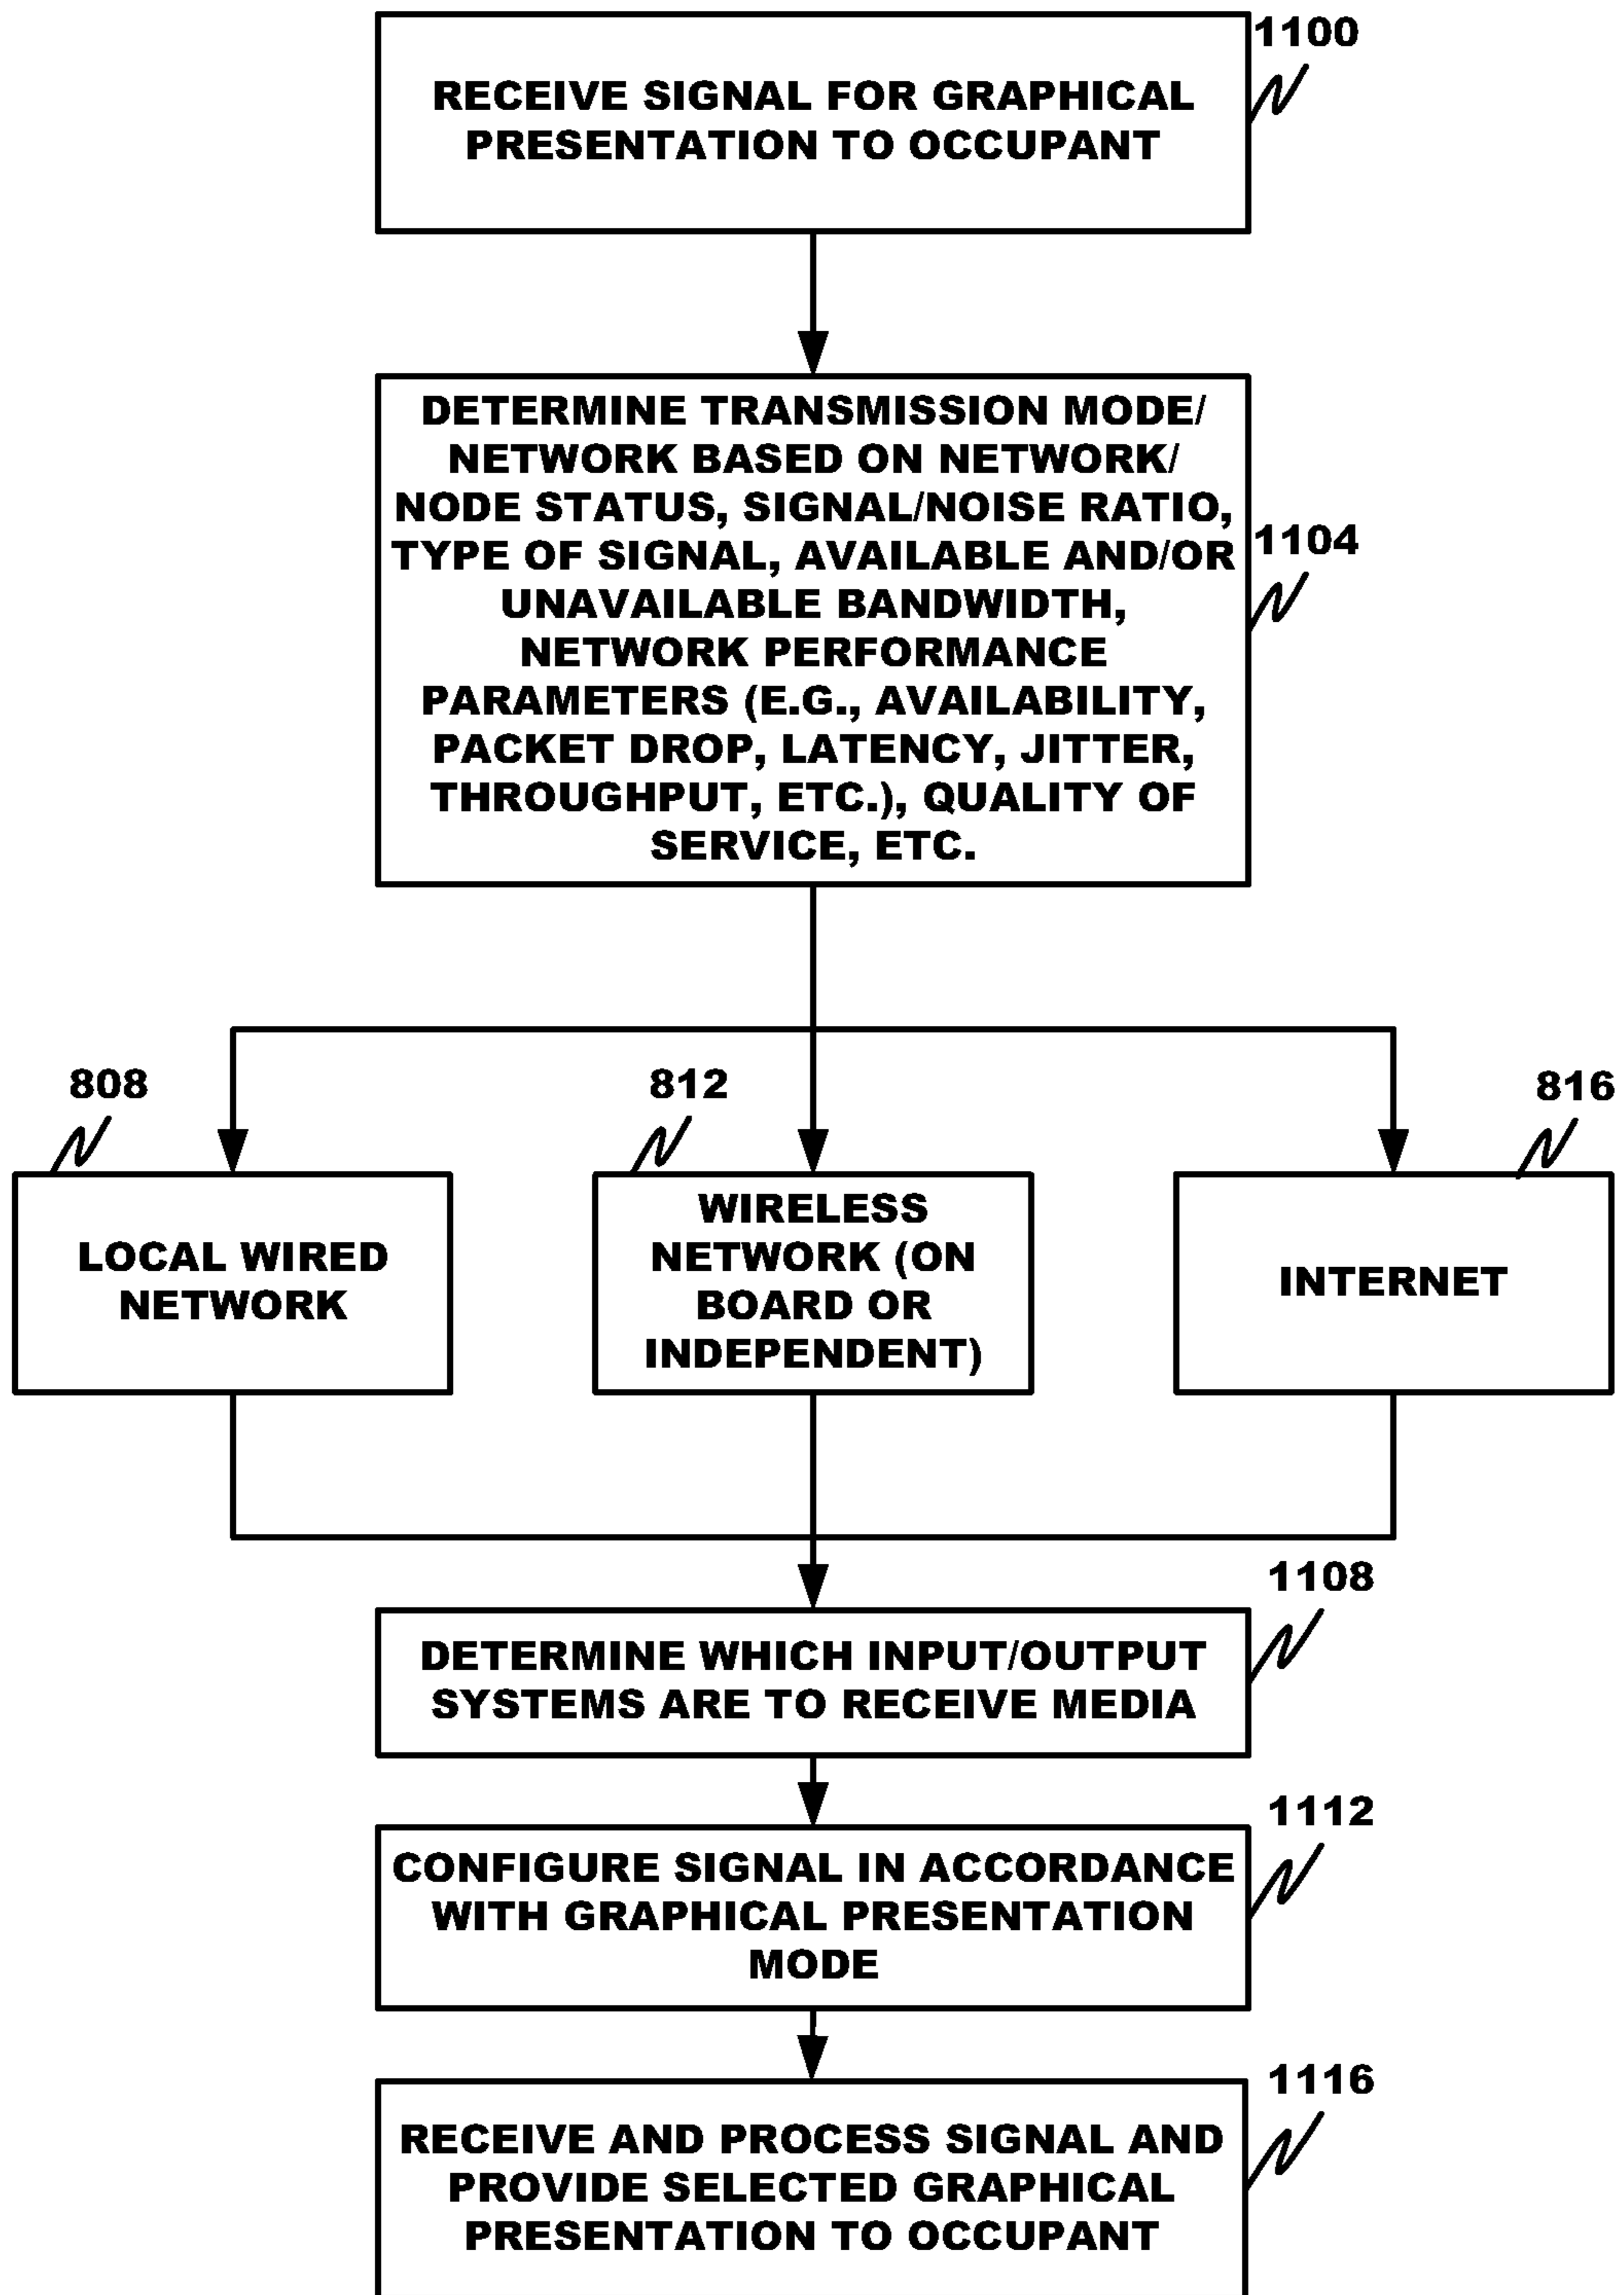 1100
RECEIVE SIGNAL FOR GRAPHICAL
PRESENTATION TO OCCUPANT
DETERMINE TRANSMISSION MODE/
NETWORK BASED ON NETWORK/
NODE STATUS, SIGNAL/NOISE RATIO,
TYPE OF SIGNAL, AVAILABLE AND/OR
UNAVAILABLE BANDWIDTH,
NETWORK PERFORMANCE
PARAMETERS (E.G., AVAILABILITY,
PACKET DROP, LATENCY, JITTER,
THROUGHPUT, ETC.), QUALITY OF
SERVICE, ETC.
1104
808
LOCAL WIRED
NETWORK
812
WIRELESS
NETWORK (ON
BOARD OR
INDEPENDENT)
816
INTERNET
1108
DETERMINE WHICH INPUT/OUTPUT
SYSTEMS ARE TO RECEIVE MEDIA
1112
CONFIGURE SIGNAL IN ACCORDANCE
WITH GRAPHICAL PRESENTATION
MODE
1116
RECEIVE AND PROCESS SIGNAL AND
PROVIDE SELECTED GRAPHICAL
PRESENTATION TO OCCUPANT